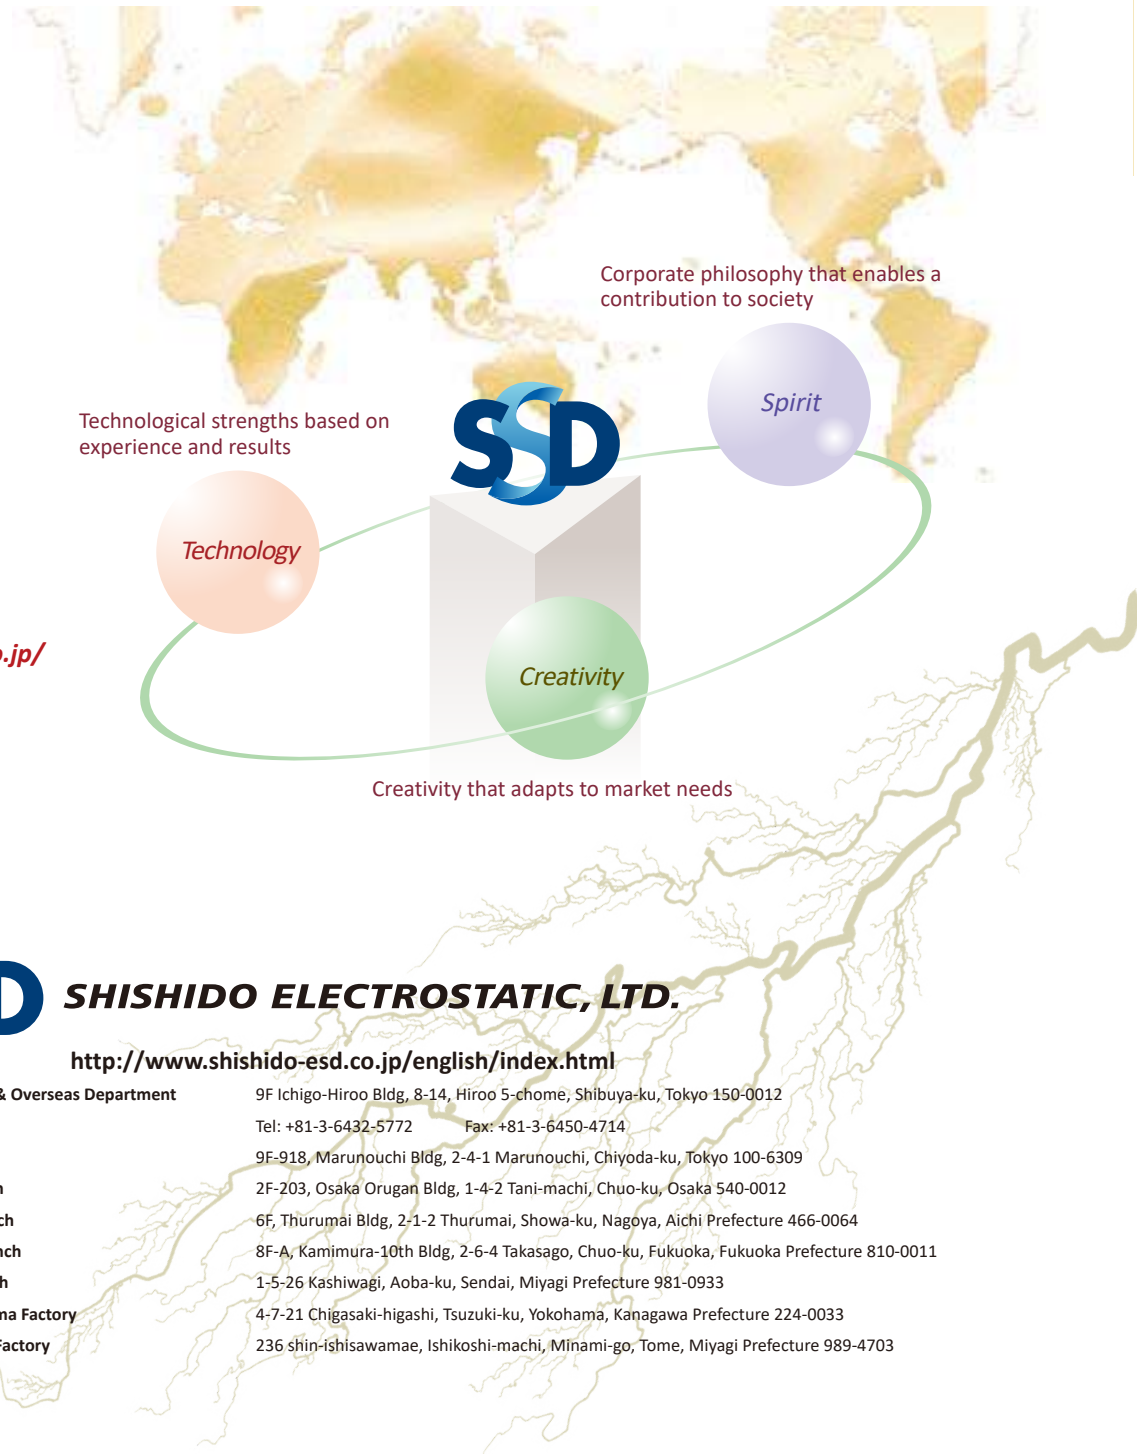 Corporate philosophy that enables a
contribution to society
Spirit
SSD
Technological strengths based on
experience and results
Technology
o.jp/
Creativity
Creativity that adapts to market needs
D SHISHIDO ELECTROSTATIC, LTD.
http://www.shishido-esd.co.jp/english/index.html
& Overseas Department 9F Ichigo-Hiroo Bldg, 8-14, Hiroo 5-chome, Shibuya-ku, Tokyo 150-0012
Tel: +81-3-6432-5772 Fax: +81-3-6450-4714
9F-918, Marunouchi Bldg, 2-4-1 Marunouchi, Chiyoda-ku, Tokyo 100-6309
2F-203, Osaka Orugan Bldg, 1-4-2 Tani-machi, Chuo-ku, Osaka 540-0012
ch 6F, Thurumai Bldg, 2-1-2 Thurumai, Showa-ku, Nagoya, Aichi Prefecture 466-0064
nch 8F-A, Kamimura-10th Bldg, 2-6-4 Takasago, Chuo-ku, Fukuoka, Fukuoka Prefecture 810-0011
h 1-5-26 Kashiwagi, Aoba-ku, Sendai, Miyagi Prefecture 981-0933
ma Factory 4-7-21 Chigasaki-higashi, Tsuzuki-ku, Yokohama, Kanagawa Prefecture 224-0033
Factory 236 shin-ishisawamae, Ishikoshi-machi, Minami-go, Tome, Miyagi Prefecture 989-4703